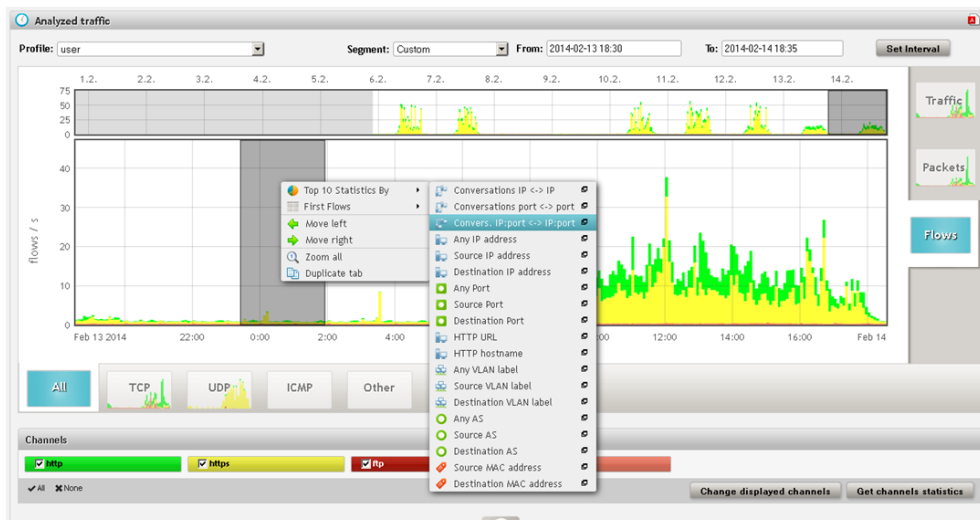 Analyzed traffic
Profile: user Segment: Custom From: 2014-02-13 18:30 To: 2014-02-14 18:35 Set Interval
1.2. 2.2. 3.2. 4.2. 5.2. 6.2. 7.2. 8.2. 9.2. 10.2. 11.2. 12.2. 13.2. 14.2.
75
50
25
0
Traffic
Packets
Flows
flows / s
40
30
20
10
0
Feb 13 2014 22:00 0:00 2:00 4:00 :00 12:00 14:00 16:00 Feb 14
Top 10 Statistics By
First Flows
Move left
Move right
Zoom all
Duplicate tab
Conversations IP <-> IP
Conversations port <-> port
Convers. IP:port <-> IP:port
Any IP address
Source IP address
Destination IP address
Any Port
Source Port
Destination Port
HTTP URL
HTTP hostname
Any VLAN label
Source VLAN label
Destination VLAN label
Any AS
Source AS
Destination AS
Source MAC address
Destination MAC address
All TCP UDP ICMP Other
Channels
http https ftp
All None
Change displayed channels Get channels statistics